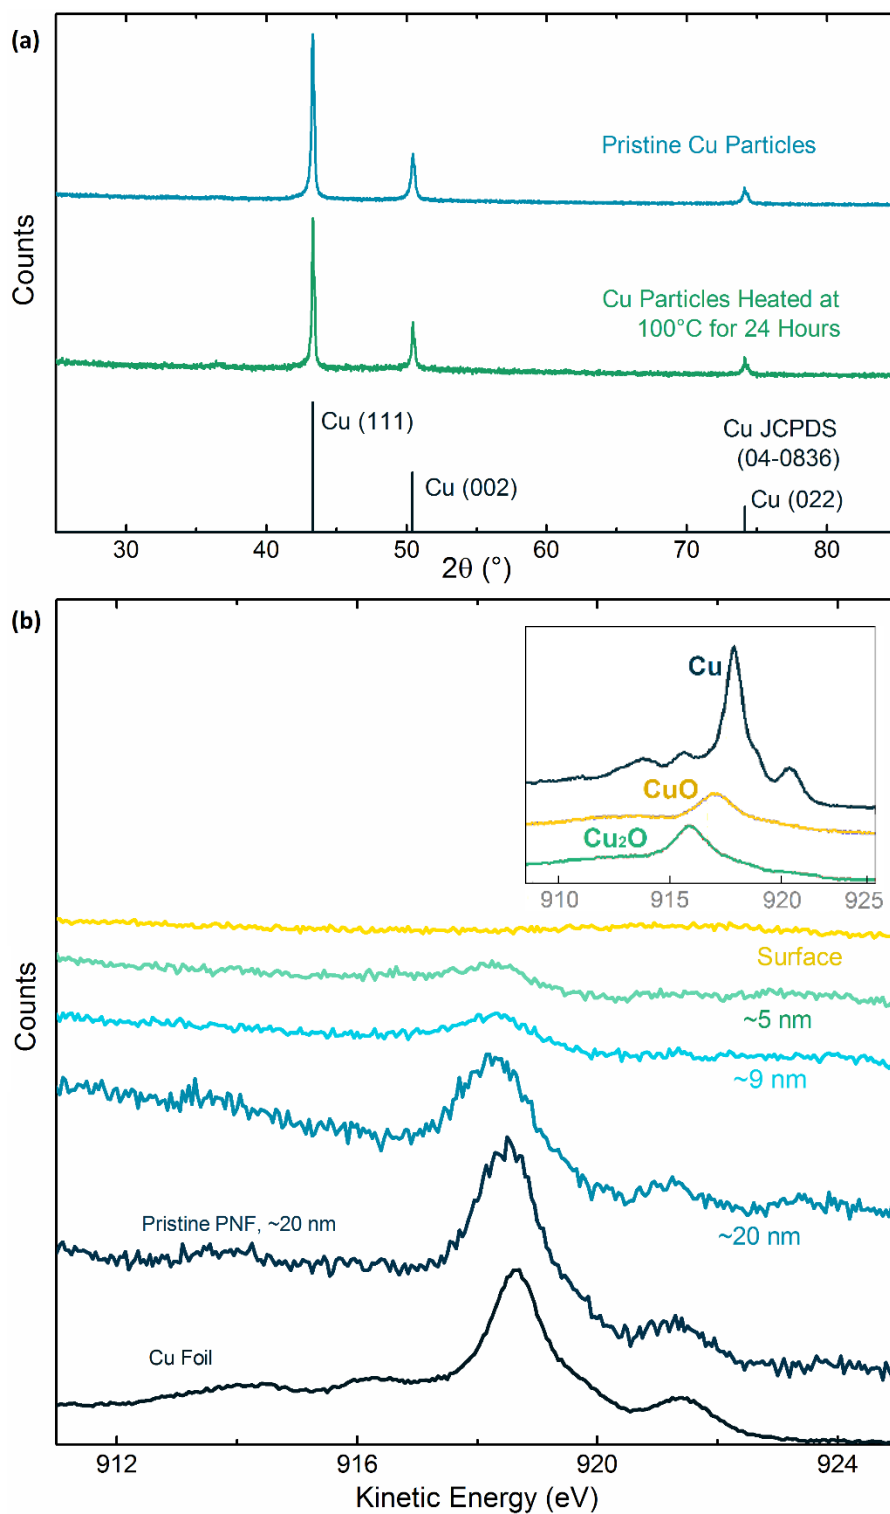 (a)
Pristine Cu Particles
Cu Particles Heated at
100°C for 24 Hours
Counts
Cu (111)
Cu (002)
Cu JCPDS
(04-0836)
Cu (022)
30 40 50 60 70 80
2θ (°)
(b)
Cu
CuO
Cu₂O
910 915 920 925
Surface
~5 nm
~9 nm
Counts
Pristine PNF, ~20 nm
~20 nm
Cu Foil
912 916 920 924
Kinetic Energy (eV)